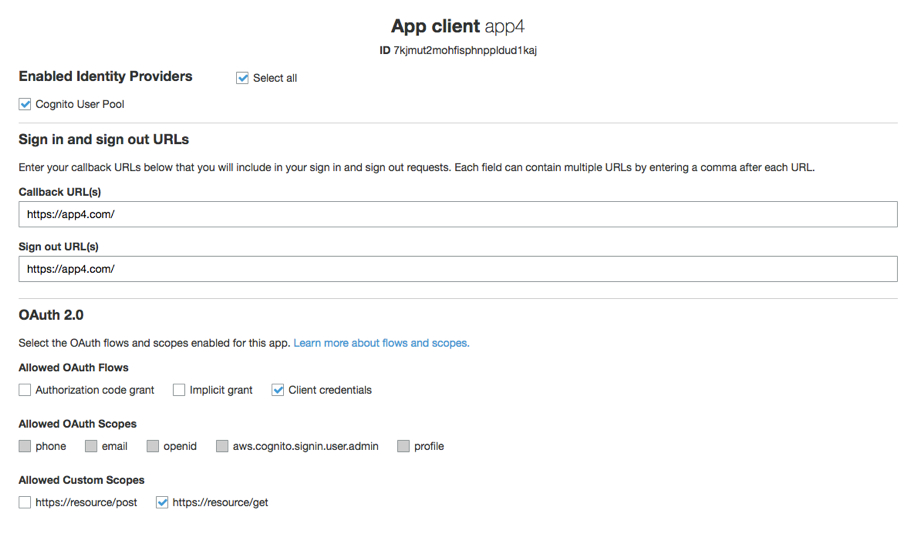 App client app4
ID 7kjmut2mohfisphnppldud1kaj
Enabled Identity Providers Select all
Cognito User Pool
Sign in and sign out URLs
Enter your callback URLs below that you will include in your sign in and sign out requests. Each field can contain multiple URLs by entering a comma after each URL.
Callback URL(s)
https://app4.com/
Sign out URL(s)
https://app4.com/
OAuth 2.0
Select the OAuth flows and scopes enabled for this app. Learn more about flows and scopes.
Allowed OAuth Flows
Authorization code grant Implicit grant Client credentials
Allowed OAuth Scopes
phone email openid aws.cognito.signin.user.admin profile
Allowed Custom Scopes
https://resource/post https://resource/get